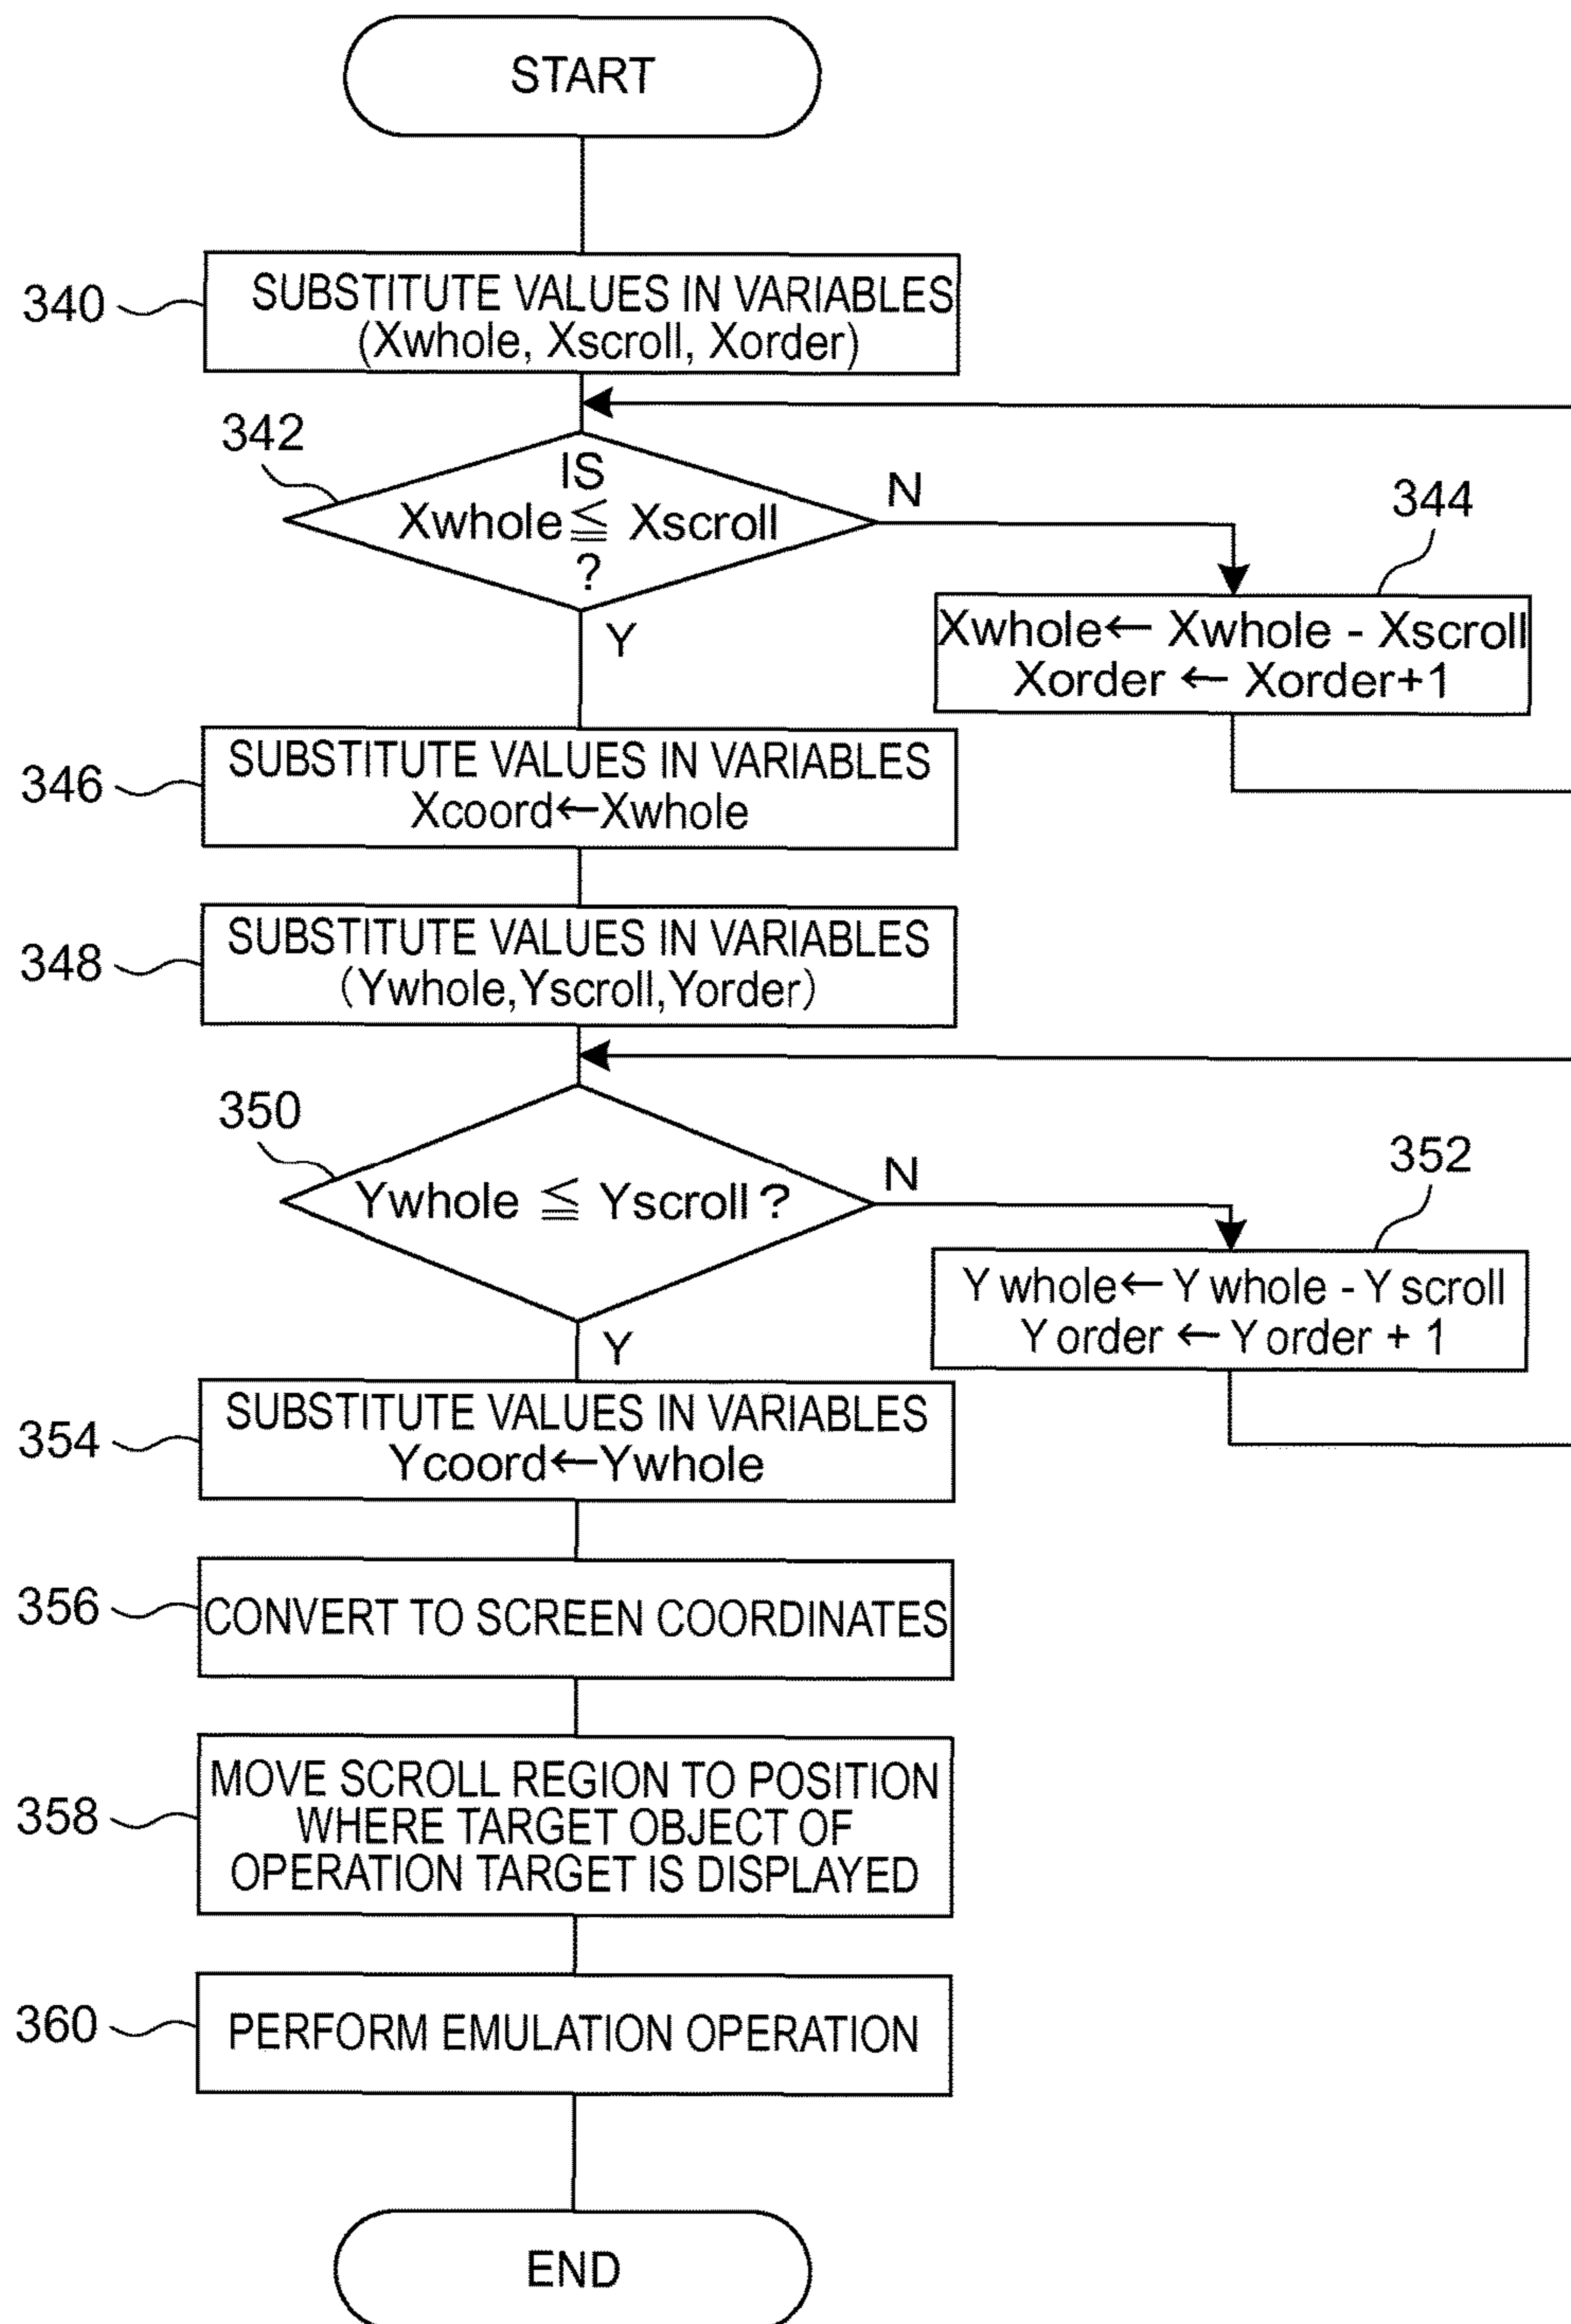 START
340
SUBSTITUTE VALUES IN VARIABLES
(Xwhole, Xscroll, Xorder)
342
IS
Xwhole≦ Xscroll
?
N
Y
344
Xwhole← Xwhole - Xscroll
Xorder ← Xorder+1
346
SUBSTITUTE VALUES IN VARIABLES
Xcoord←Xwhole
348
SUBSTITUTE VALUES IN VARIABLES
(Ywhole,Yscroll,Yorder)
350
Ywhole ≦ Yscroll ?
N
Y
352
Y whole← Y whole - Y scroll
Y order ← Y order + 1
354
SUBSTITUTE VALUES IN VARIABLES
Ycoord←Ywhole
356
CONVERT TO SCREEN COORDINATES
358
MOVE SCROLL REGION TO POSITION
WHERE TARGET OBJECT OF
OPERATION TARGET IS DISPLAYED
360
PERFORM EMULATION OPERATION
END